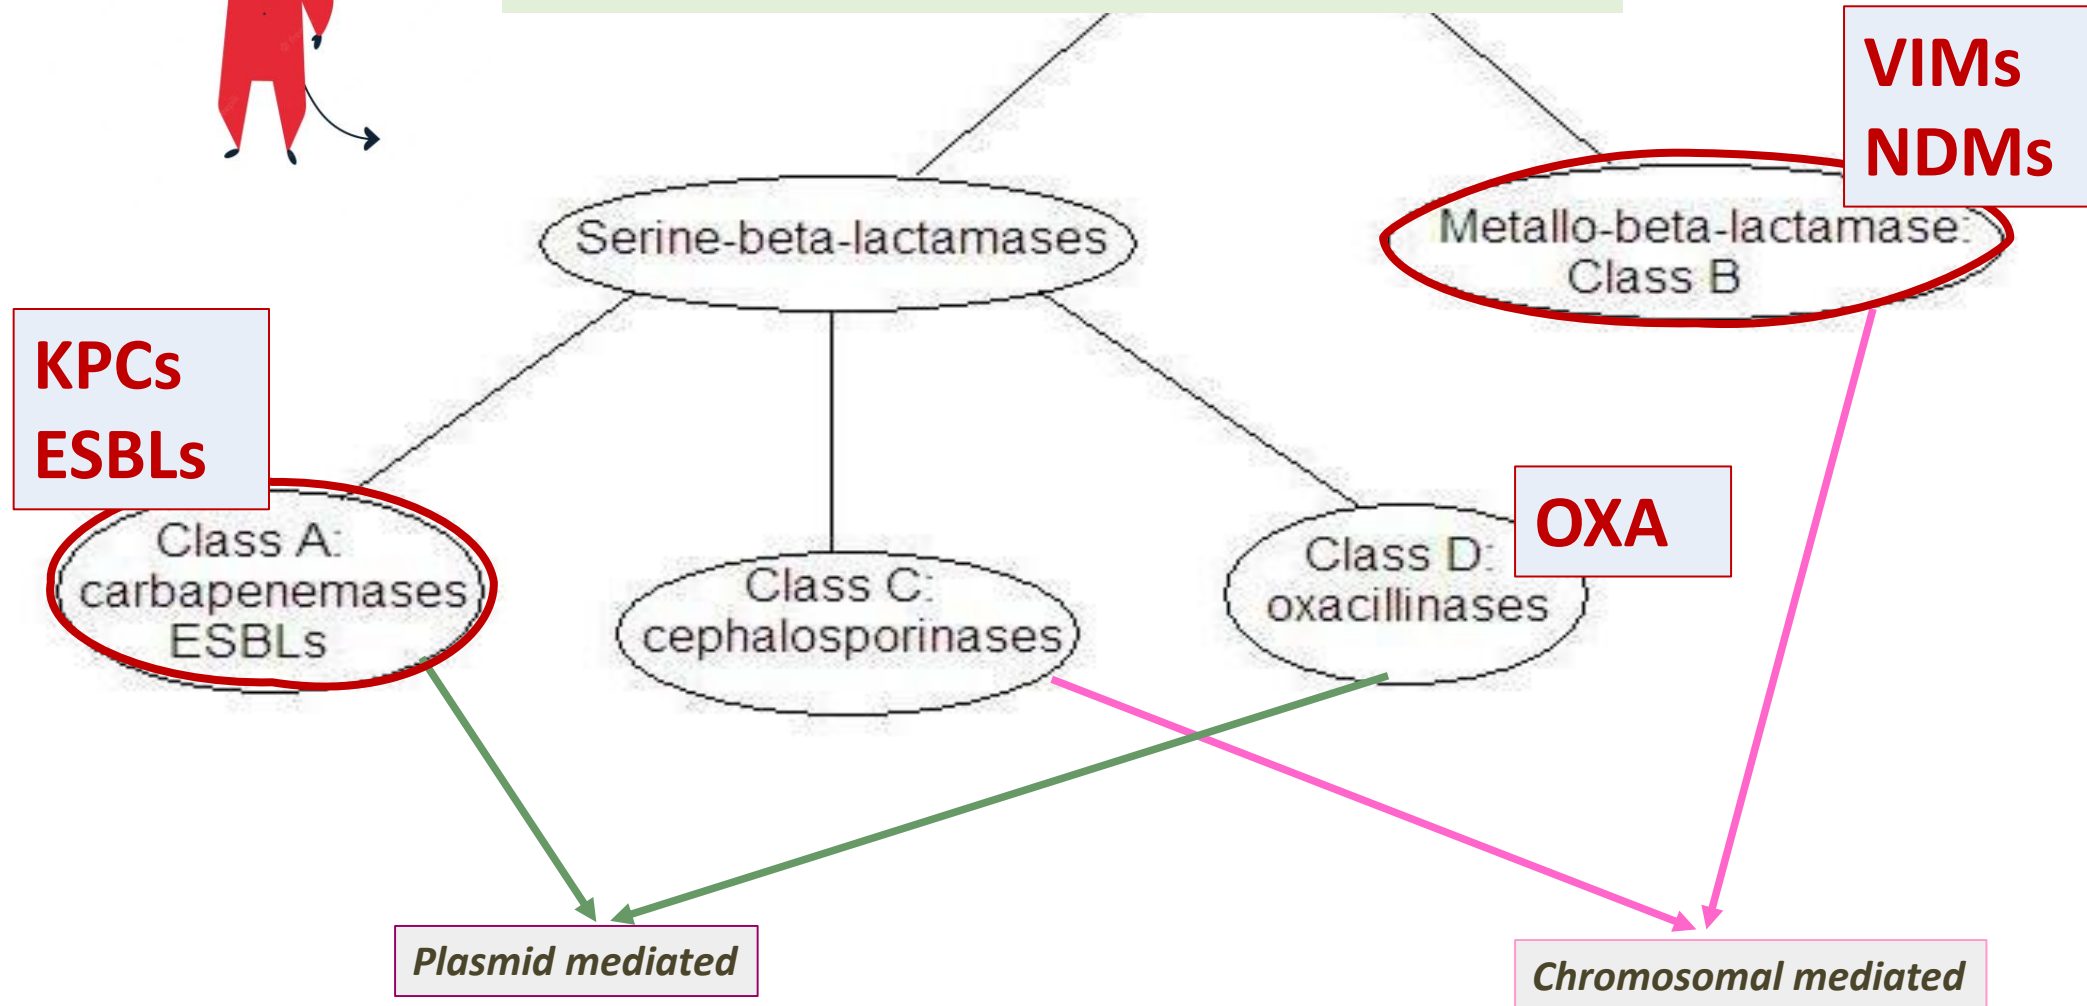 VIMs
NDMs
Serine-beta-lactamases
Metallo-beta-lactamase:
Class B
KPCs
ESBLs
Class A:
carbapenemases
ESBLs
Class C:
cephalosporinases
Class D:
oxacillinases
OXA
Plasmid mediated
Chromosomal mediated